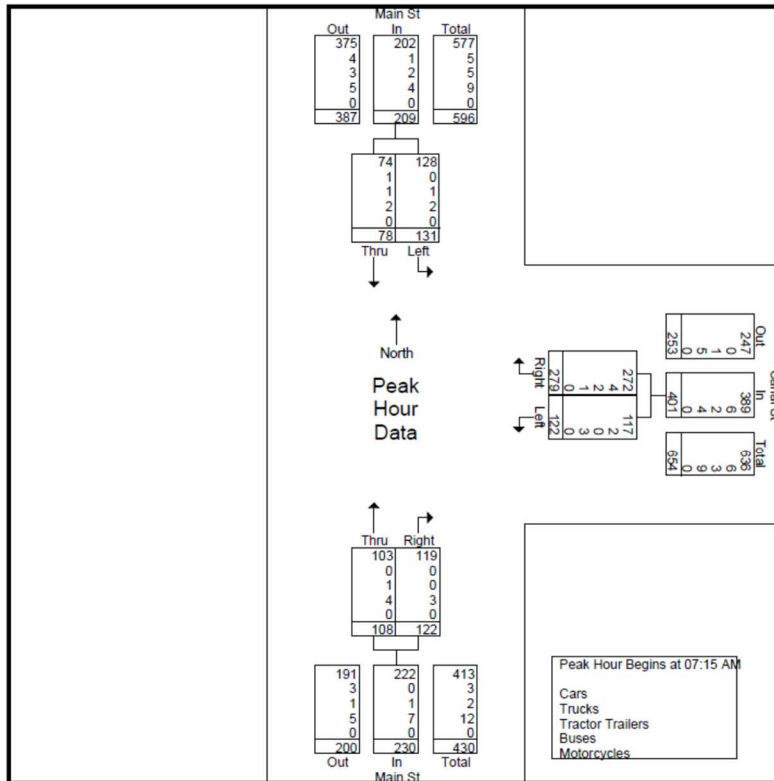 Main St
Out In Total
375 202 577
4 1 5
3 2 5
5 4 9
0 0 0
387 209 596
74 128
1 0
1 1
2 2
0 0
78 131
Thru Left
North
Peak
Hour
Data
Right
272
4
2
1
0
279
Left
117
2
0
3
0
122
Out
247
0
1
5
0
253
In
389
6
2
4
0
401
Total
636
6
3
9
0
654
Thru Right
103 119
0 0
1 0
4 3
0 0
108 122
191 222 413
3 0 3
1 1 2
5 7 12
0 0 0
200 230 430
Out In Total
Main St
Peak Hour Begins at 07:15 AM
Cars
Trucks
Tractor Trailers
Buses
Motorcycles